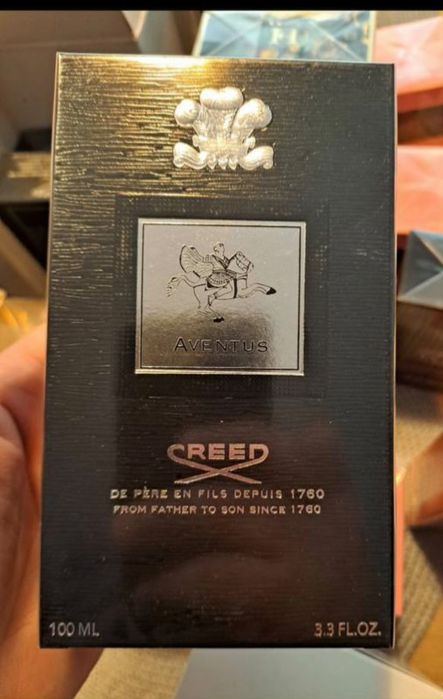 AVENTUS
CREED
DE PÈRE EN FILS DEPUIS 1760
FROM FATHER TO SON SINCE 1760
100 ML
3.3 FL.OZ.